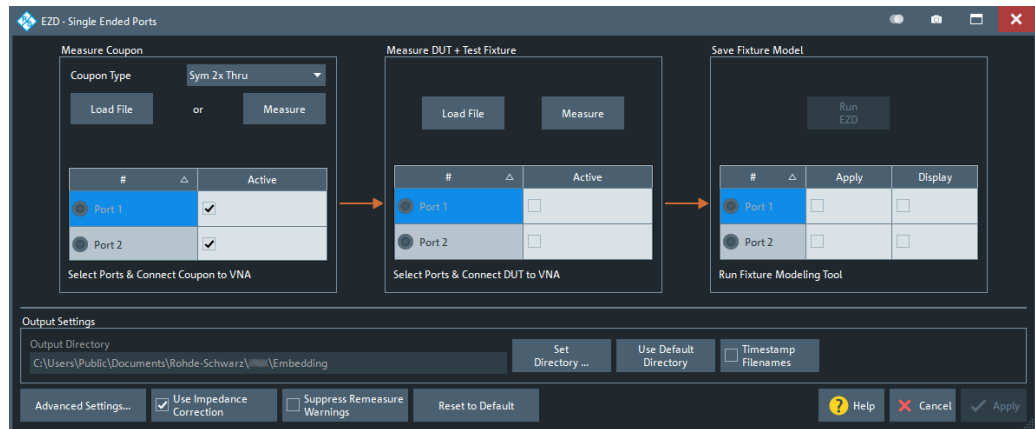 EZD - Single Ended Ports
Measure Coupon
Coupon Type
Sym 2x Thru
Load File
or
Measure
# Active
Port 1
Port 2
Select Ports & Connect Coupon to VNA
Measure DUT + Test Fixture
Load File
Measure
# Active
Port 1
Port 2
Select Ports & Connect DUT to VNA
Save Fixture Model
Run
EZD
# Apply Display
Port 1
Port 2
Run Fixture Modeling Tool
Output Settings
Output Directory
C:\Users\Public\Documents\Rohde-Schwarz\ \Embedding
Set
Directory ...
Use Default
Directory
Timestamp
Filenames
Advanced Settings...
Use Impedance
Correction
Suppress Remeasure
Warnings
Reset to Default
? Help
Cancel
Apply